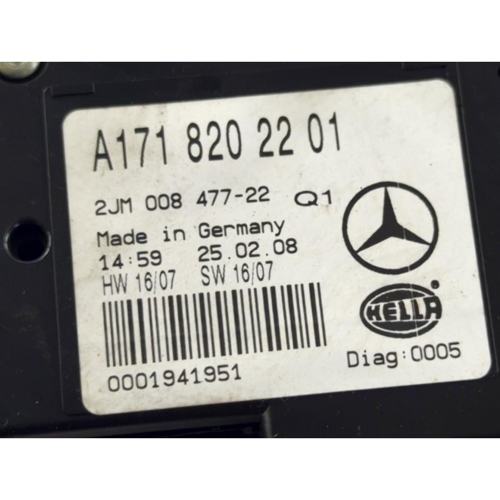 A171 820 22 01
2JM 008 477-22 Q1
Made in Germany
14:59 25.02.08
HW 16/07 SW 16/07
HELLA
0001941951
Diag:0005